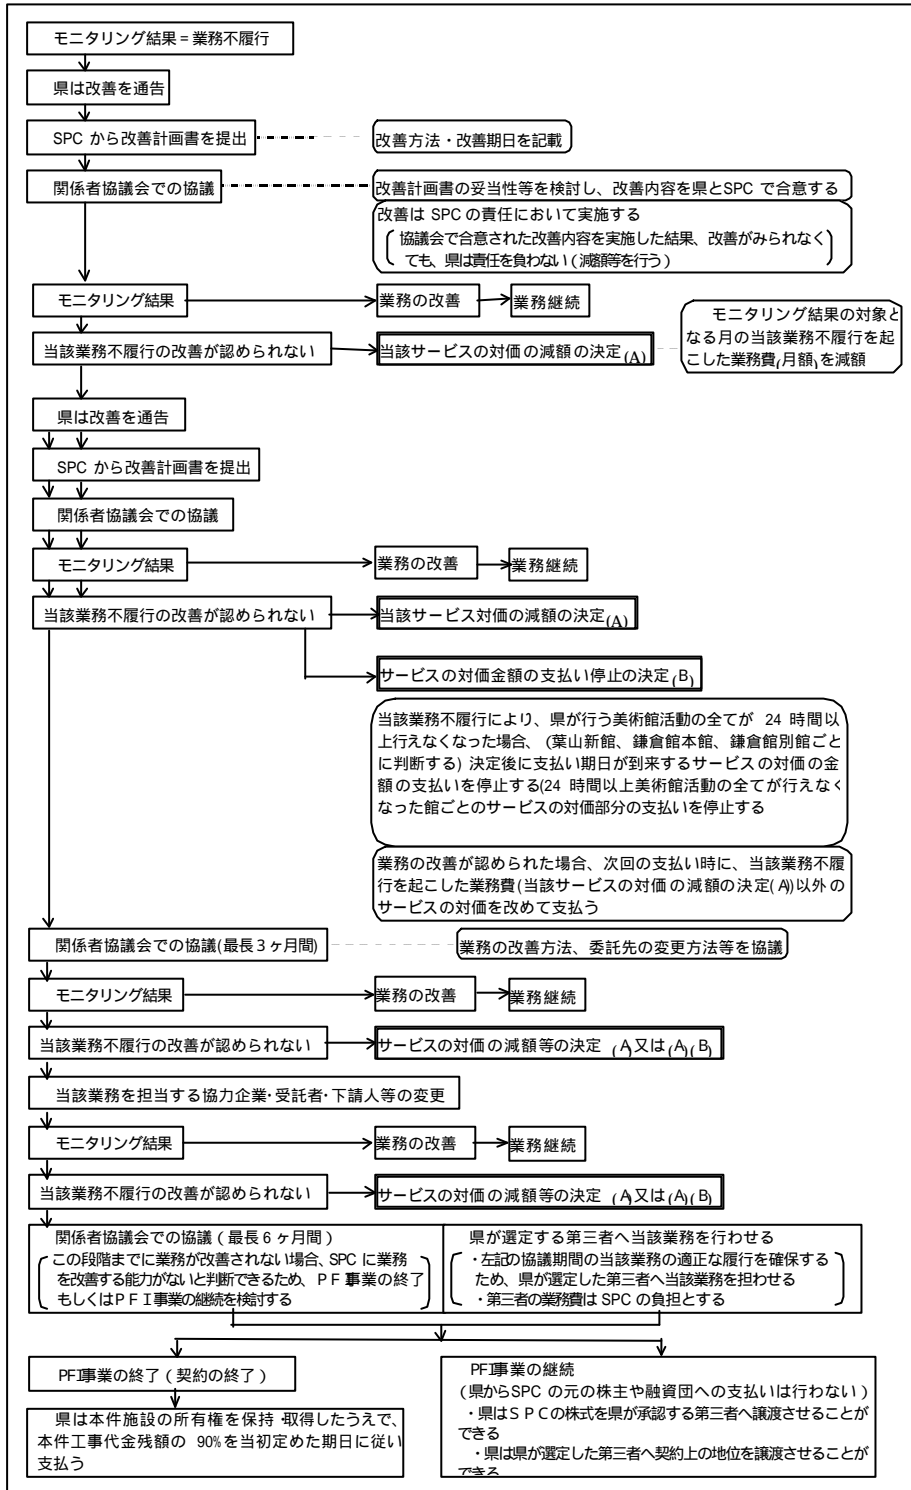 モニタリング結果=業務不履行
県は改善を通告
SPC から改善計画書を提出
改善方法・改善期日を記載
関係者協議会での協議
改善計画書の妥当性等を検討し、改善内容を県とSPC で合意する
改善は SPC の責任において実施する
協議会で合意された改善内容を実施した結果、改善がみられなく
ても、県は責任を負わない(減額等を行う)
モニタリング結果
業務の改善
業務継続
モニタリング結果の対象と
なる月の当該業務不履行を起
こした業務費(月額)を減額
当該業務不履行の改善が認められない
当該サービスの対価の減額の決定(A)
県は改善を通告
SPC から改善計画書を提出
関係者協議会での協議
モニタリング結果
業務の改善
業務継続
当該業務不履行の改善が認められない
当該サービス対価の減額の決定(A)
サービスの対価金額の支払い停止の決定(B)
当該業務不履行により、県が行う美術館活動の全てが 24 時間以
上行えなくなった場合、(葉山新館、鎌倉館本館、鎌倉館別館ごと
に判断する) 決定後に支払い期日が到来するサービスの対価の金
額の支払いを停止する(24 時間以上美術館活動の全てが行えなく
なった館ごとのサービスの対価部分の支払いを停止する
業務の改善が認められた場合、次回の支払い時に、当該業務不履
行を起こした業務費(当該サービスの対価の減額の決定(A))以外の
サービスの対価を改めて支払う
関係者協議会での協議(最長3ヶ月間)
業務の改善方法、委託先の変更方法等を協議
モニタリング結果
業務の改善
業務継続
当該業務不履行の改善が認められない
サービスの対価の減額等の決定 (A)又は(A)(B)
当該業務を担当する協力企業・受託者・下請人等の変更
モニタリング結果
業務の改善
業務継続
当該業務不履行の改善が認められない
サービスの対価の減額等の決定 (A)又は(A)(B)
関係者協議会での協議(最長6ヶ月間)
この段階までに業務が改善されない場合、SPC に業務
を改善する能力がないと判断できるため、PFI事業の終了
もしくはPFI事業の継続を検討する
県が選定する第三者へ当該業務を行わせる
・左記の協議期間の当該業務の適正な履行を確保する
ため、県が選定した第三者へ当該業務を担わせる
・第三者の業務費は SPC の負担とする
PFI事業の終了(契約の終了)
県は本件施設の所有権を保持・取得したうえで、
本件工事代金残額の 90%を当初定めた期日に従い
支払う
PFI事業の継続
(県からSPC の元の株主や融資団への支払いは行わない)
・県はSPCの株式を県が承認する第三者へ譲渡させることが
できる
・県は県が選定した第三者へ契約上の地位を譲渡させることが
できる